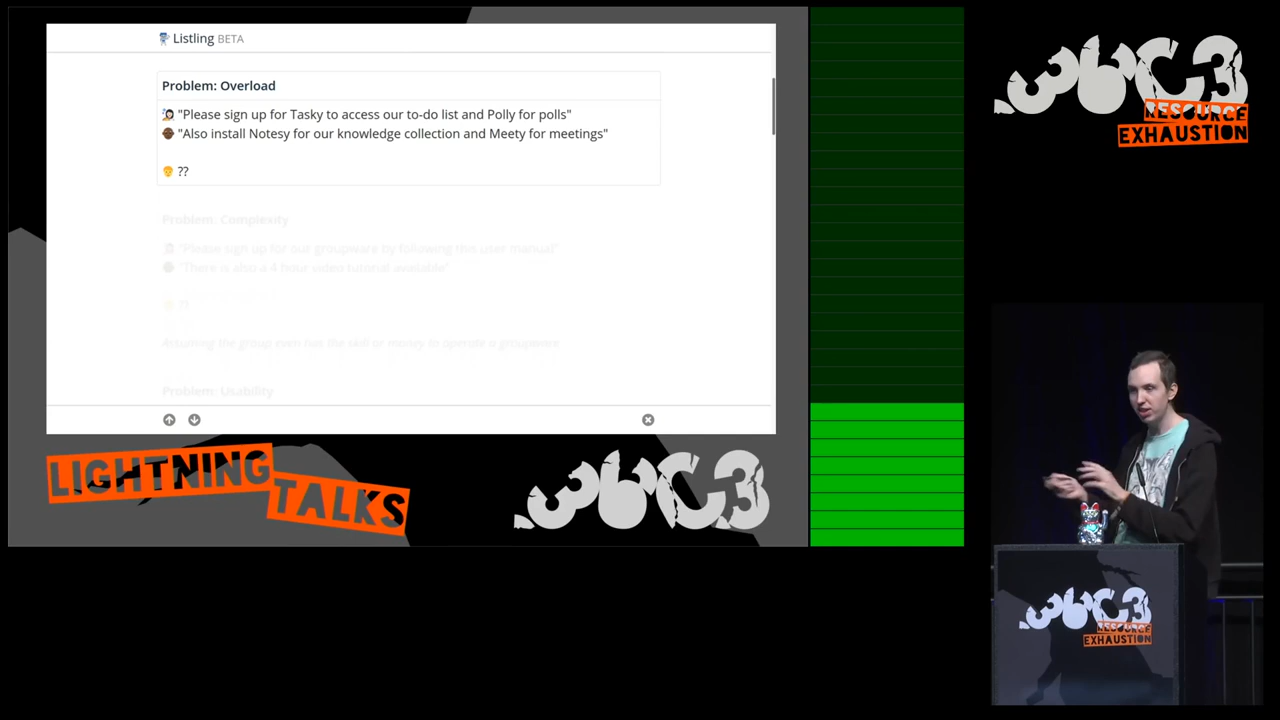 Listling BETA
Problem: Overload
"Please sign up for Tasky to access our to-do list and Polly for polls"
"Also install Notesy for our knowledge collection and Meety for meetings"
??
Problem: Complexity
"Please sign up for our groupware by following this user manual"
"There is also a 4 hour video tutorial available"
??
Assuming the group even has the skill or money to operate a groupware
Problem: Usability
LIGHTNING
TALKS
36C3
36C3
RESOURCE
EXHAUSTION
36C3
RESOURCE
EXHAUSTION